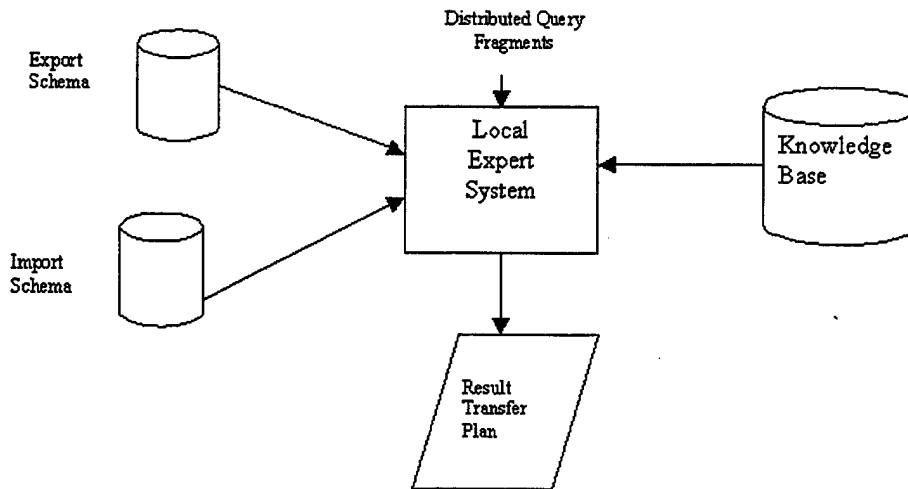 Distributed Query
Fragments
Export
Schema
Local
Expert
System
Knowledge
Base
Import
Schema
Result
Transfer
Plan